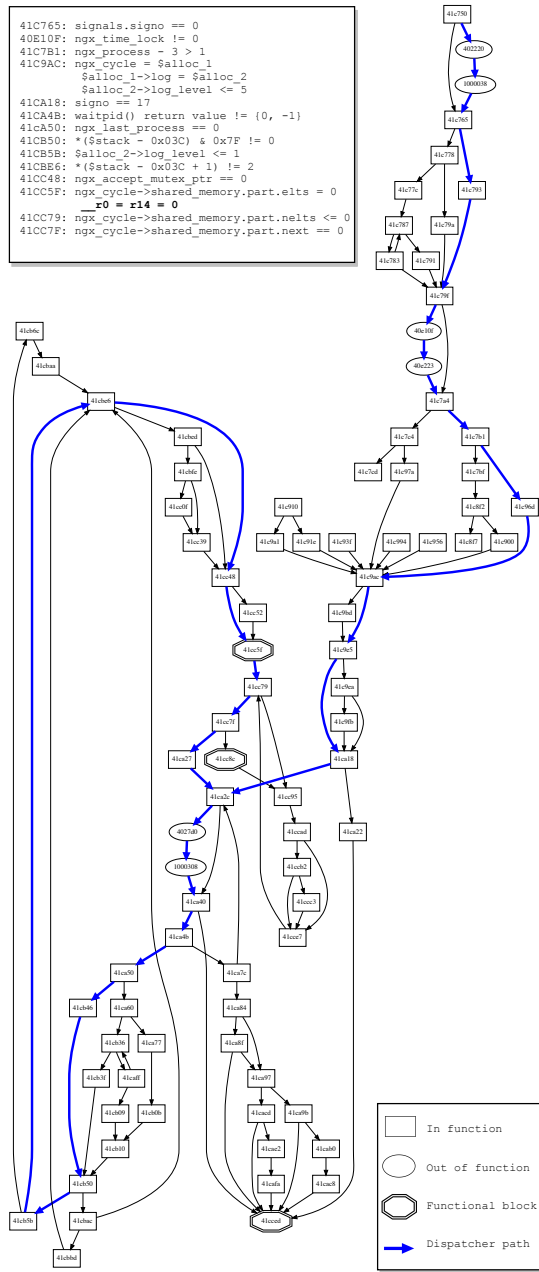 41C765: signals.signo == 0
40E10F: ngx_time_lock != 0
41C7B1: ngx_process - 3 > 1
41C9AC: ngx_cycle = $alloc_1
$alloc_1->log = $alloc_2
$alloc_2->log_level <= 5
41CA18: signo == 17
41CA4B: waitpid() return value != {0, -1}
41cA50: ngx_last_process == 0
41CB50: *($stack - 0x03C) & 0x7F != 0
41CB5B: $alloc_2->log_level <= 1
41CBE6: *($stack - 0x03C + 1) != 2
41CC48: ngx_accept_mutex_ptr == 0
41CC5F: ngx_cycle->shared_memory.part.elts = 0
__r0 = r14 = 0
41CC79: ngx_cycle->shared_memory.part.nelts <= 0
41CC7F: ngx_cycle->shared_memory.part.next == 0
41c750
402220
1000038
41c765
41c778
41c77c
41c793
41c787
41c79a
41c783
41c791
41c79f
40e10f
40e223
41c7a4
41c7c4
41c7b1
41c7cd
41c97a
41c7bf
41c96d
41c910
41c8f2
41c9a1
41c91e
41c93f
41c994
41c956
41c8f7
41c900
41c9ac
41c9bd
41c9e5
41c9ea
41c9fb
41ca18
41ca22
41cb6c
41cbaa
41cbe6
41cbed
41cbfc
41cc0f
41cc39
41cc48
41cc52
41cc5f
41cc79
41cc7f
41ca27
41cc8c
41ca2c
41cc95
4027d0
41ccad
1000308
41ccb2
41ca40
41ccc3
41ca4b
41cce7
41ca50
41ca7c
41cb46
41ca60
41ca84
41cb36
41ca77
41ca8f
41cb3f
41caff
41ca97
41cb09
41cb0b
41cacd
41ca9b
41cb10
41cae2
41cab0
41cb50
41cafa
41cac8
41cb5b
41cbac
41cced
41cbbd
In function
Out of function
Functional block
Dispatcher path